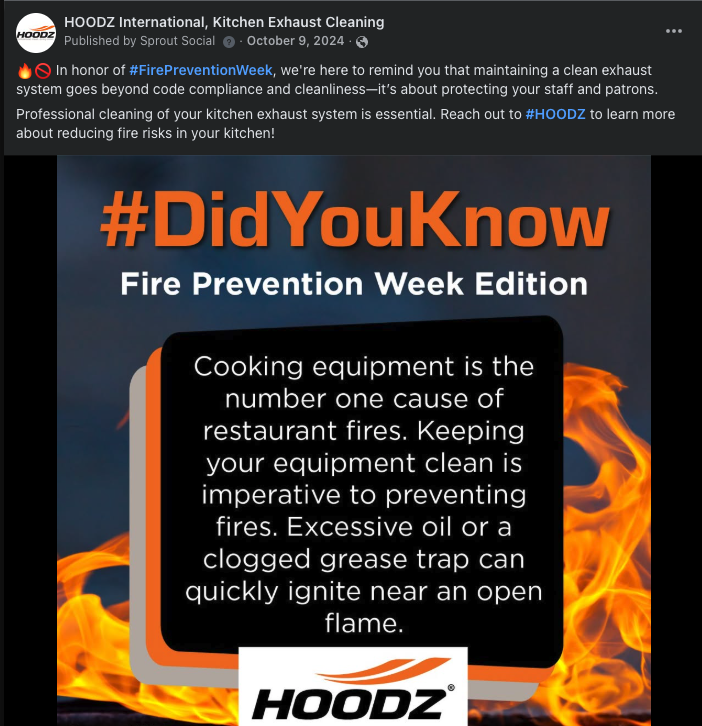 HOODZ
HOODZ International, Kitchen Exhaust Cleaning
Published by Sprout Social · October 9, 2024 ·
🔥🚫 In honor of #FirePreventionWeek, we're here to remind you that maintaining a clean exhaust
system goes beyond code compliance and cleanliness—it's about protecting your staff and patrons.
Professional cleaning of your kitchen exhaust system is essential. Reach out to #HOODZ to learn more
about reducing fire risks in your kitchen!
#DidYouKnow
Fire Prevention Week Edition
Cooking equipment is the
number one cause of
restaurant fires. Keeping
your equipment clean is
imperative to preventing
fires. Excessive oil or a
clogged grease trap can
quickly ignite near an open
flame.
HOODZ®